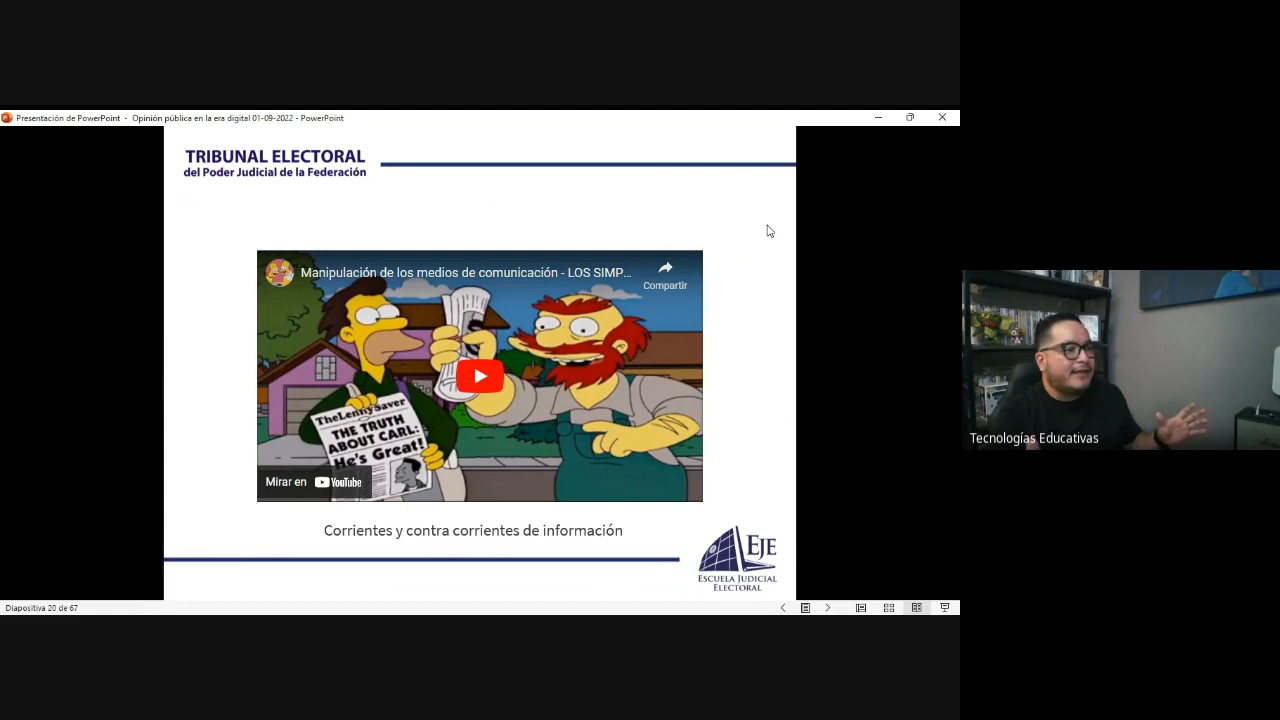 Presentación de PowerPoint - Opinión pública en la era digital 01-09-2022 - PowerPoint
TRIBUNAL ELECTORAL
del Poder Judicial de la Federación
Manipulación de los medios de comunicación - LOS SIMP...
Compartir
TheLennySaver
THE TRUTH
ABOUT CARL:
He's Great!
Mirar en YouTube
Corrientes y contra corrientes de información
EJE
ESCUELA JUDICIAL
ELECTORAL
Diapositiva 20 de 67
Tecnologías Educativas